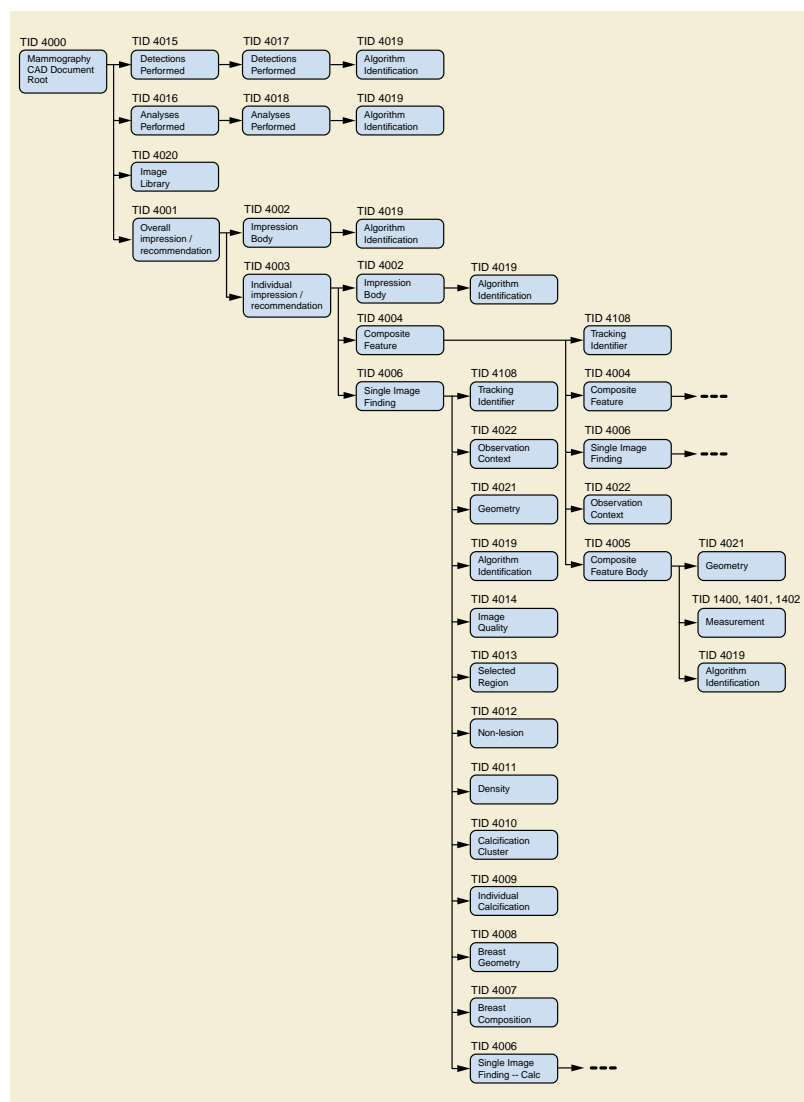 TID 4000
Mammography
CAD Document
Root
TID 4015
Detections
Performed
TID 4017
Detections
Performed
TID 4019
Algorithm
Identification
TID 4016
Analyses
Performed
TID 4018
Analyses
Performed
TID 4019
Algorithm
Identification
TID 4020
Image
Library
TID 4001
Overall
impression /
recommendation
TID 4002
Impression
Body
TID 4019
Algorithm
Identification
TID 4003
Individual
impression /
recommendation
TID 4002
Impression
Body
TID 4019
Algorithm
Identification
TID 4004
Composite
Feature
TID 4108
Tracking
Identifier
TID 4004
Composite
Feature
TID 4006
Single Image
Finding
TID 4022
Observation
Context
TID 4005
Composite
Feature Body
TID 4021
Geometry
TID 1400, 1401, 1402
Measurement
TID 4019
Algorithm
Identification
TID 4006
Single Image
Finding
TID 4108
Tracking
Identifier
TID 4022
Observation
Context
TID 4021
Geometry
TID 4019
Algorithm
Identification
TID 4014
Image
Quality
TID 4013
Selected
Region
TID 4012
Non-lesion
TID 4011
Density
TID 4010
Calcification
Cluster
TID 4009
Individual
Calcification
TID 4008
Breast
Geometry
TID 4007
Breast
Composition
TID 4006
Single Image
Finding -- Calc